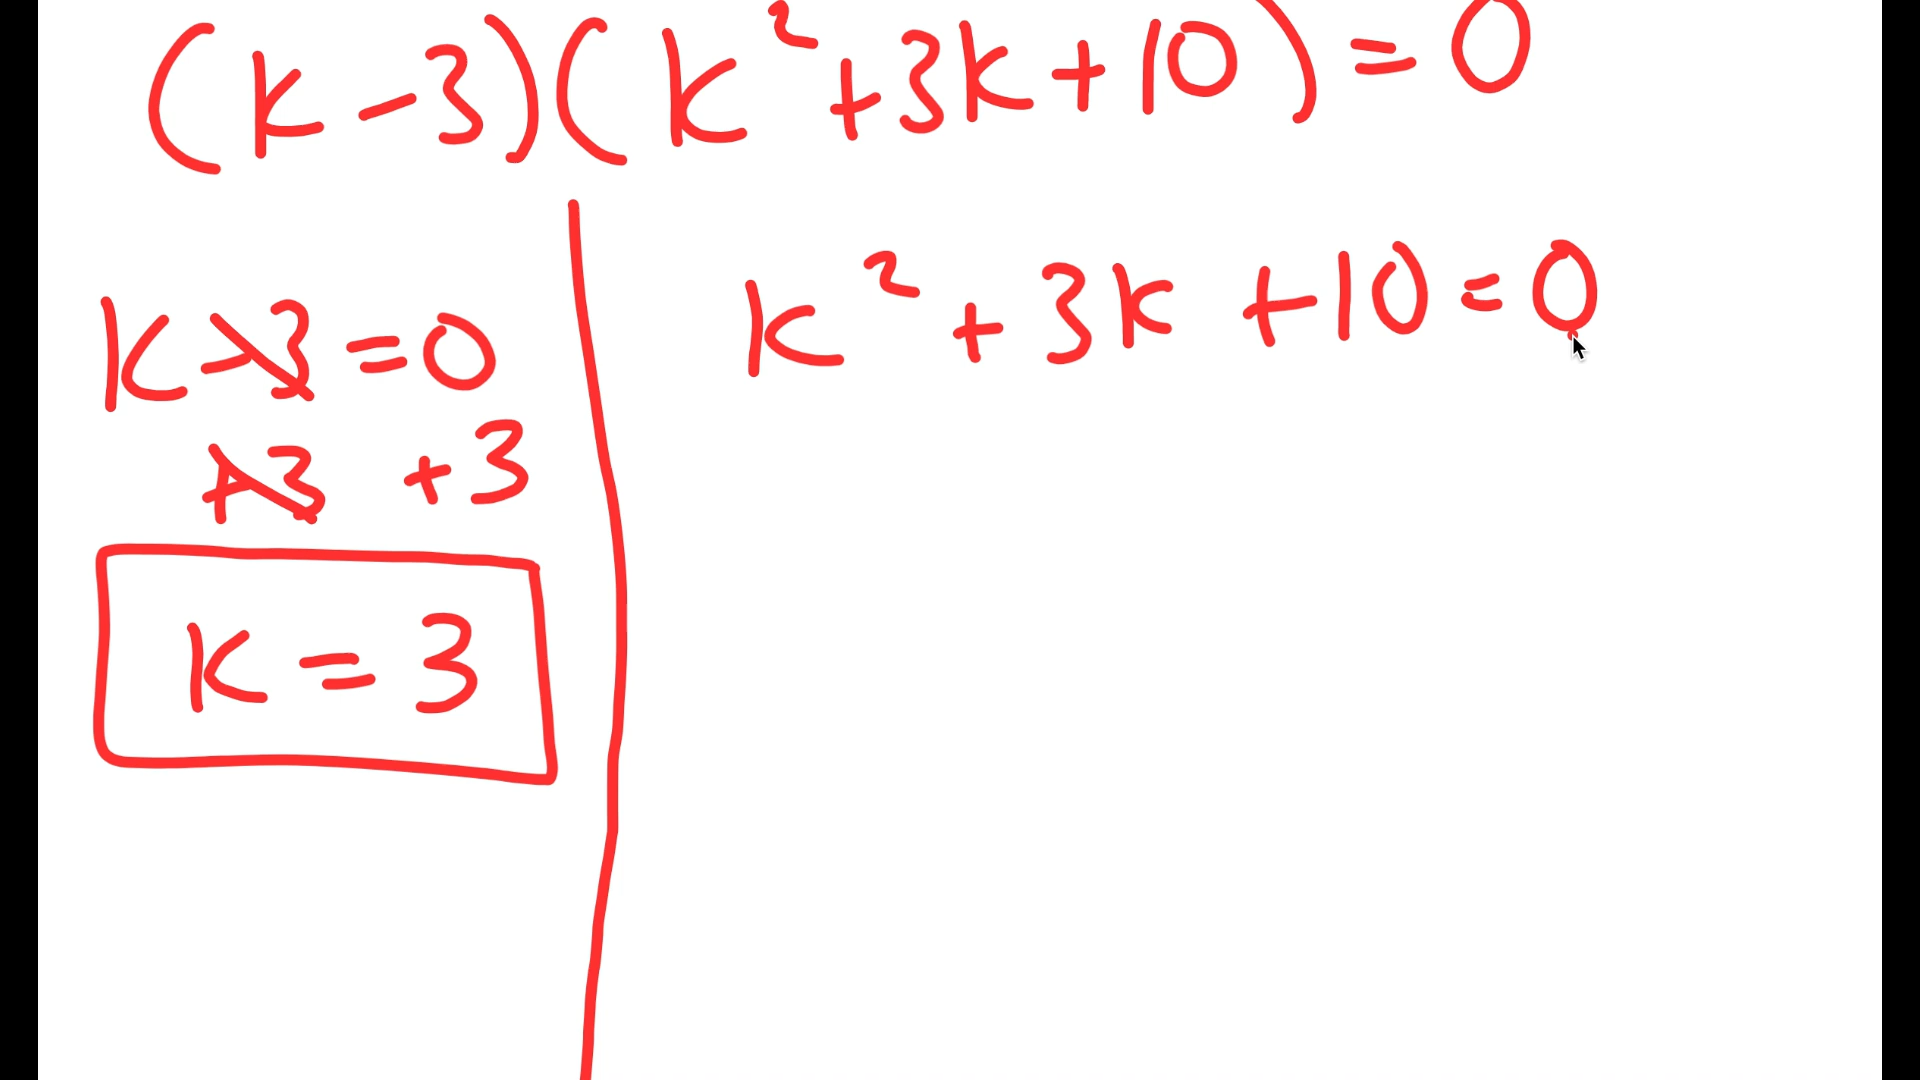 (k-3)(k²+3k+10)=0
k-3=0
+3 +3
k=3
k²+3k+10=0